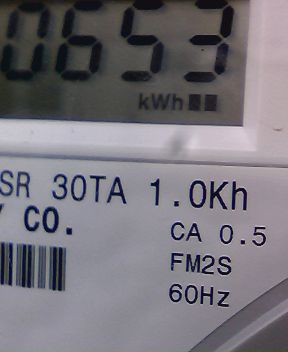 0653
kWh
SR 30TA 1.0Kh
Y CO.
CA 0.5
FM2S
60Hz